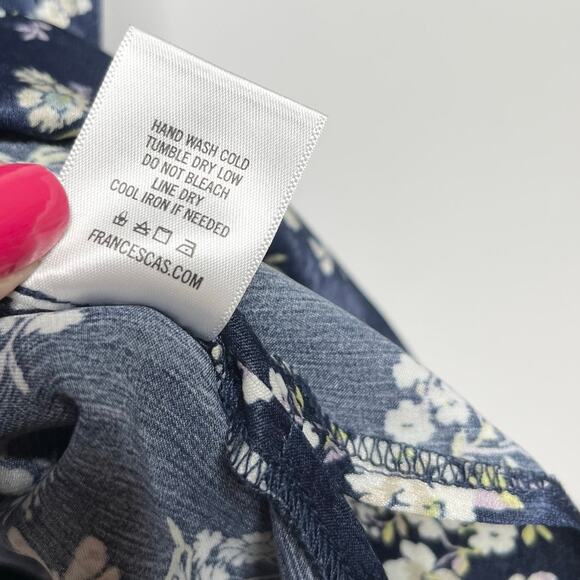 HAND WASH COLD
TUMBLE DRY LOW
DO NOT BLEACH
LINE DRY
COOL IRON IF NEEDED
FRANCESCAS.COM